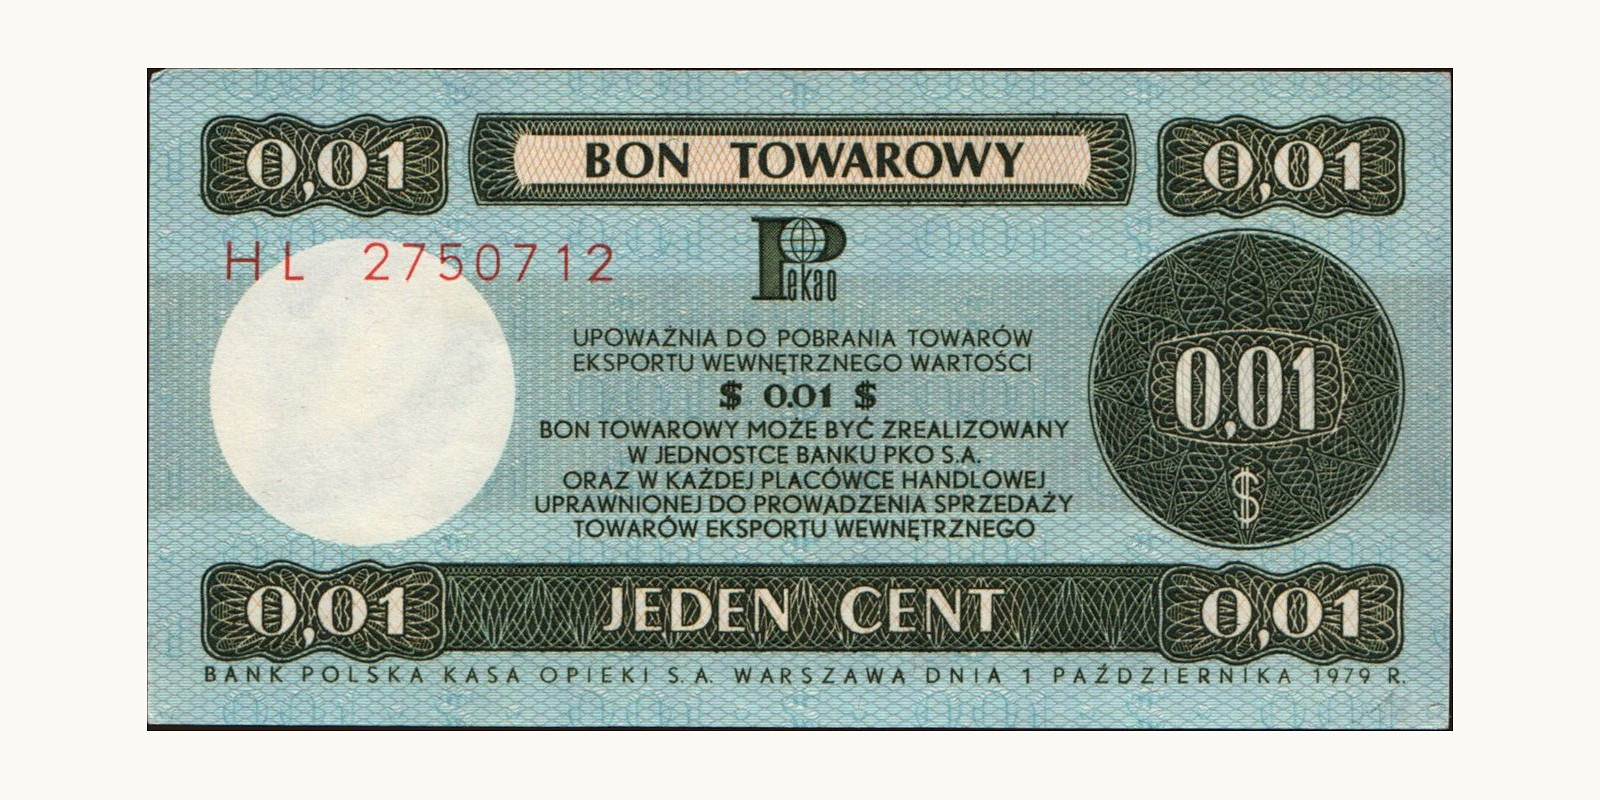 0,01 BON TOWAROWY 0,01
HL 2750712
Pekao
UPOWAŻNIA DO POBRANIA TOWARÓW
EKSPORTU WEWNĘTRZNEGO WARTOŚCI
$ 0.01 $
BON TOWAROWY MOŻE BYĆ ZREALIZOWANY
W JEDNOSTCE BANKU PKO S.A.
ORAZ W KAŻDEJ PLACÓWCE HANDLOWEJ
UPRAWNIONEJ DO PROWADZENIA SPRZEDAŻY
TOWARÓW EKSPORTU WEWNĘTRZNEGO
0,01
$
0,01 JEDEN CENT 0,01
BANK POLSKA KASA OPIEKI S.A. WARSZAWA DNIA 1 PAŹDZIERNIKA 1979 R.